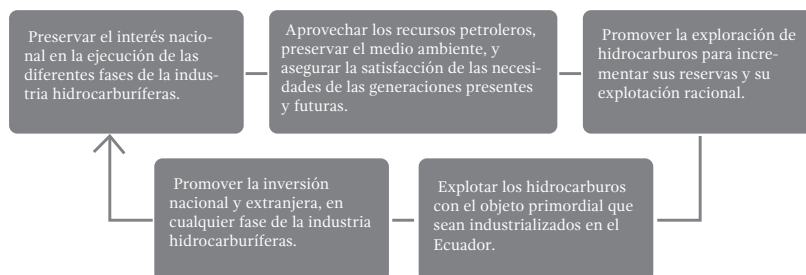 Preservar el interés nacio-
nal en la ejecución de las
diferentes fases de la indus-
tria hidrocarburíferas.
Aprovechar los recursos petroleros,
preservar el medio ambiente, y
asegurar la satisfacción de las necesi-
dades de las generaciones presentes
y futuras.
Promover la exploración de
hidrocarburos para incre-
mentar sus reservas y su
explotación racional.
Promover la inversión
nacional y extranjera, en
cualquier fase de la industria
hidrocarburíferas.
Explotar los hidrocarburos
con el objeto primordial que
sean industrializados en el
Ecuador.